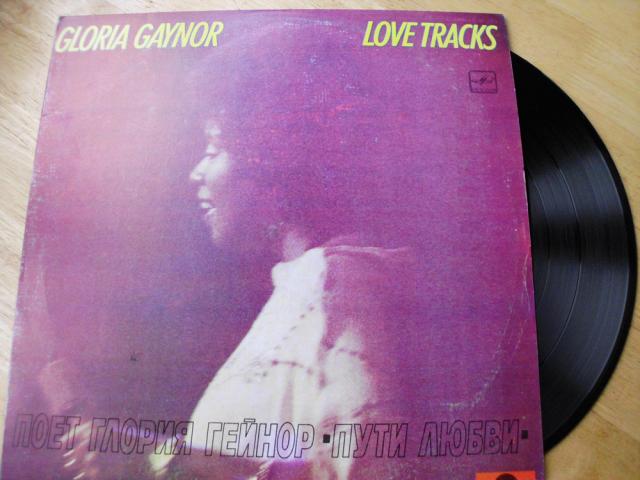 GLORIA GAYNOR LOVE TRACKS
ПОЕТ ГЛОРИЯ ГЕЙНОР •ПУТИ ЛЮБВИ•